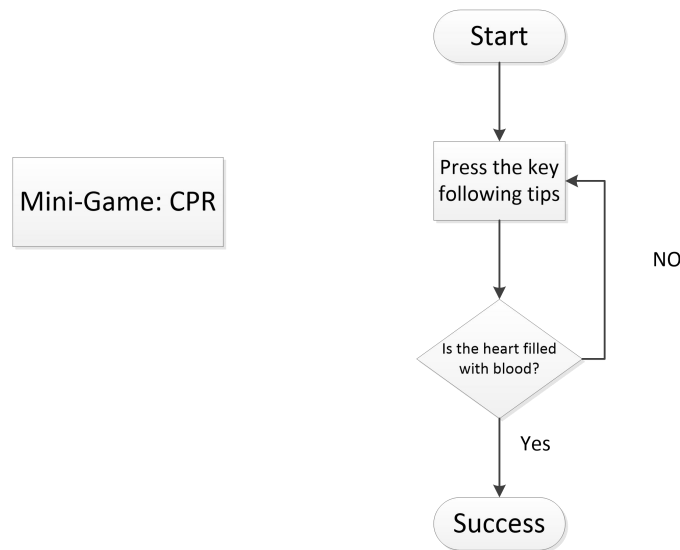 Start
Mini-Game: CPR
Press the key
following tips
NO
Is the heart filled
with blood?
Yes
Success